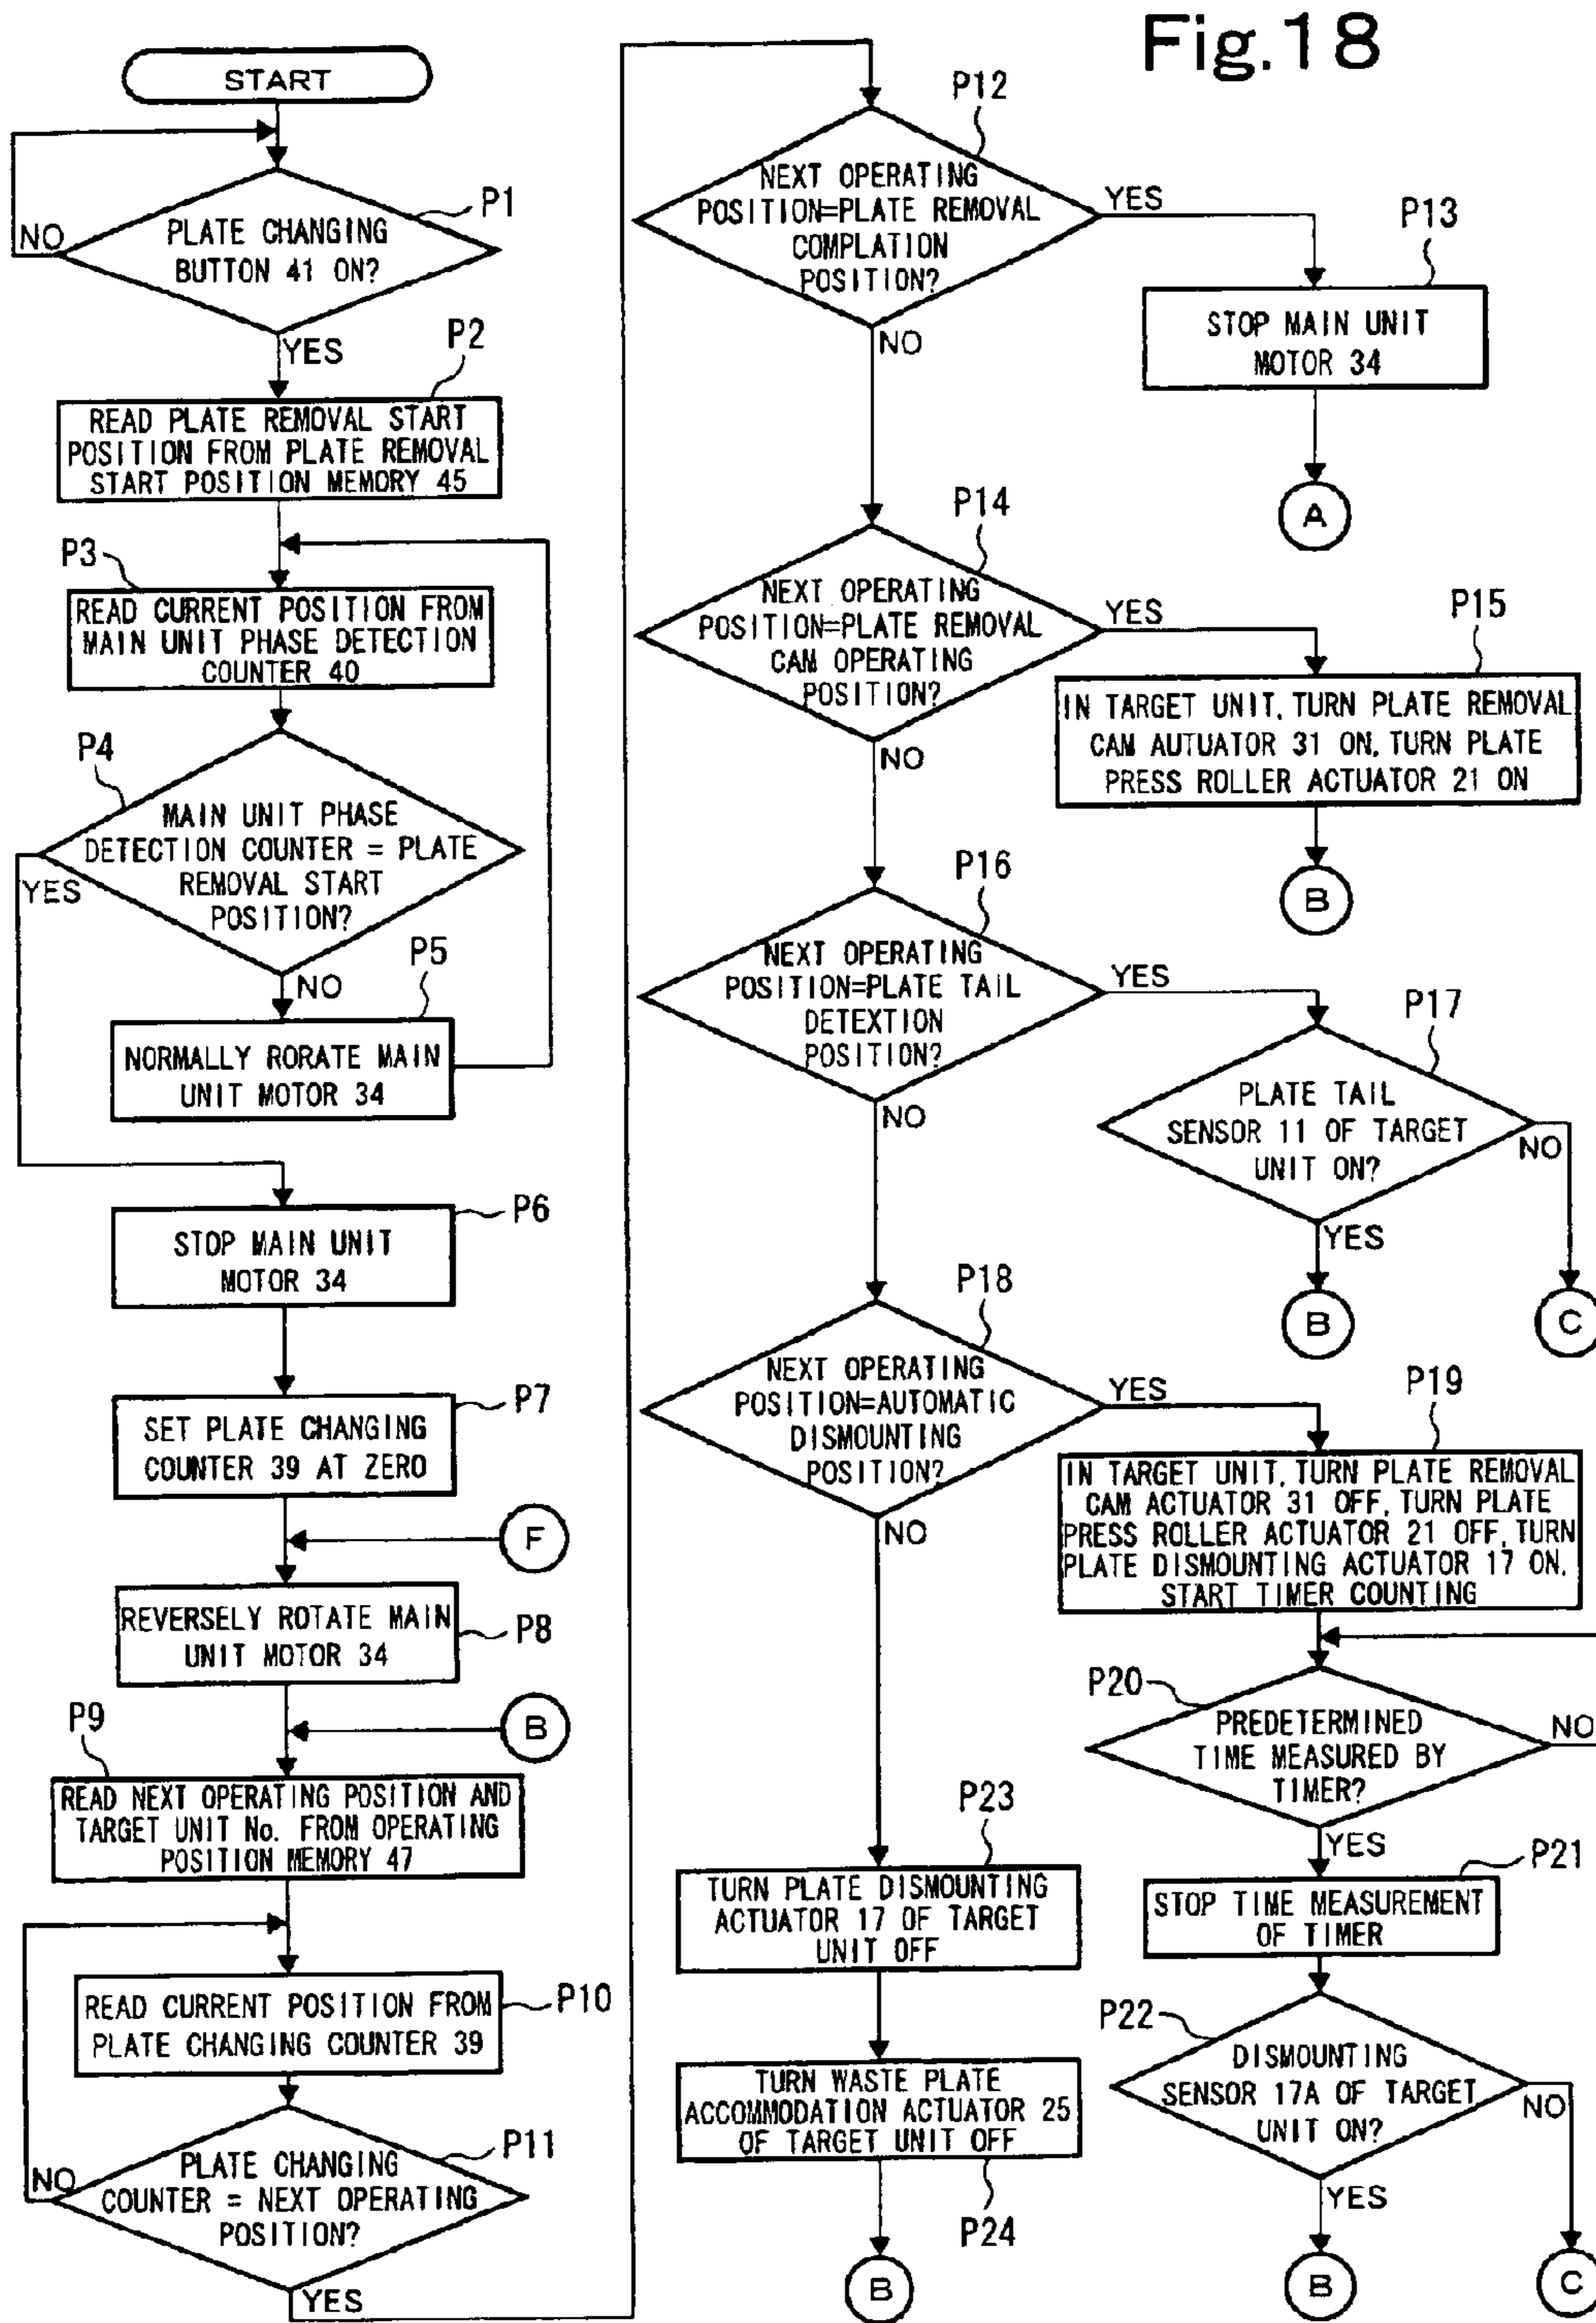 Fig.18
START
P1
PLATE CHANGING
BUTTON 41 ON?
NO
YES
P2
READ PLATE REMOVAL START
POSITION FROM PLATE REMOVAL
START POSITION MEMORY 45
P3
READ CURRENT POSITION FROM
MAIN UNIT PHASE DETECTION
COUNTER 40
P4
MAIN UNIT PHASE
DETECTION COUNTER = PLATE
REMOVAL START
POSITION?
YES
NO
P5
NORMALLY RORATE MAIN
UNIT MOTOR 34
P6
STOP MAIN UNIT
MOTOR 34
P7
SET PLATE CHANGING
COUNTER 39 AT ZERO
F
REVERSELY ROTATE MAIN
UNIT MOTOR 34
P8
B
P9
READ NEXT OPERATING POSITION AND
TARGET UNIT No. FROM OPERATING
POSITION MEMORY 47
READ CURRENT POSITION FROM
PLATE CHANGING COUNTER 39
P10
P11
PLATE CHANGING
COUNTER = NEXT OPERATING
POSITION?
NO
YES
P12
NEXT OPERATING
POSITION=PLATE REMOVAL
COMPLATION
POSITION?
YES
NO
P13
STOP MAIN UNIT
MOTOR 34
A
P14
NEXT OPERATING
POSITION=PLATE REMOVAL
CAM OPERATING
POSITION?
YES
NO
P15
IN TARGET UNIT, TURN PLATE REMOVAL
CAM AUTUATOR 31 ON, TURN PLATE
PRESS ROLLER ACTUATOR 21 ON
B
P16
NEXT OPERATING
POSITION=PLATE TAIL
DETEXTION
POSITION?
YES
NO
P17
PLATE TAIL
SENSOR 11 OF TARGET
UNIT ON?
NO
YES
B
C
P18
NEXT OPERATING
POSITION=AUTOMATIC
DISMOUNTING
POSITION?
YES
NO
P19
IN TARGET UNIT, TURN PLATE REMOVAL
CAM ACTUATOR 31 OFF, TURN PLATE
PRESS ROLLER ACTUATOR 21 OFF, TURN
PLATE DISMOUNTING ACTUATOR 17 ON,
START TIMER COUNTING
P20
PREDETERMINED
TIME MEASURED BY
TIMER?
NO
YES
P21
STOP TIME MEASUREMENT
OF TIMER
P22
DISMOUNTING
SENSOR 17A OF TARGET
UNIT ON?
NO
YES
B
C
P23
TURN PLATE DISMOUNTING
ACTUATOR 17 OF TARGET
UNIT OFF
TURN WASTE PLATE
ACCOMMODATION ACTUATOR 25
OF TARGET UNIT OFF
P24
B